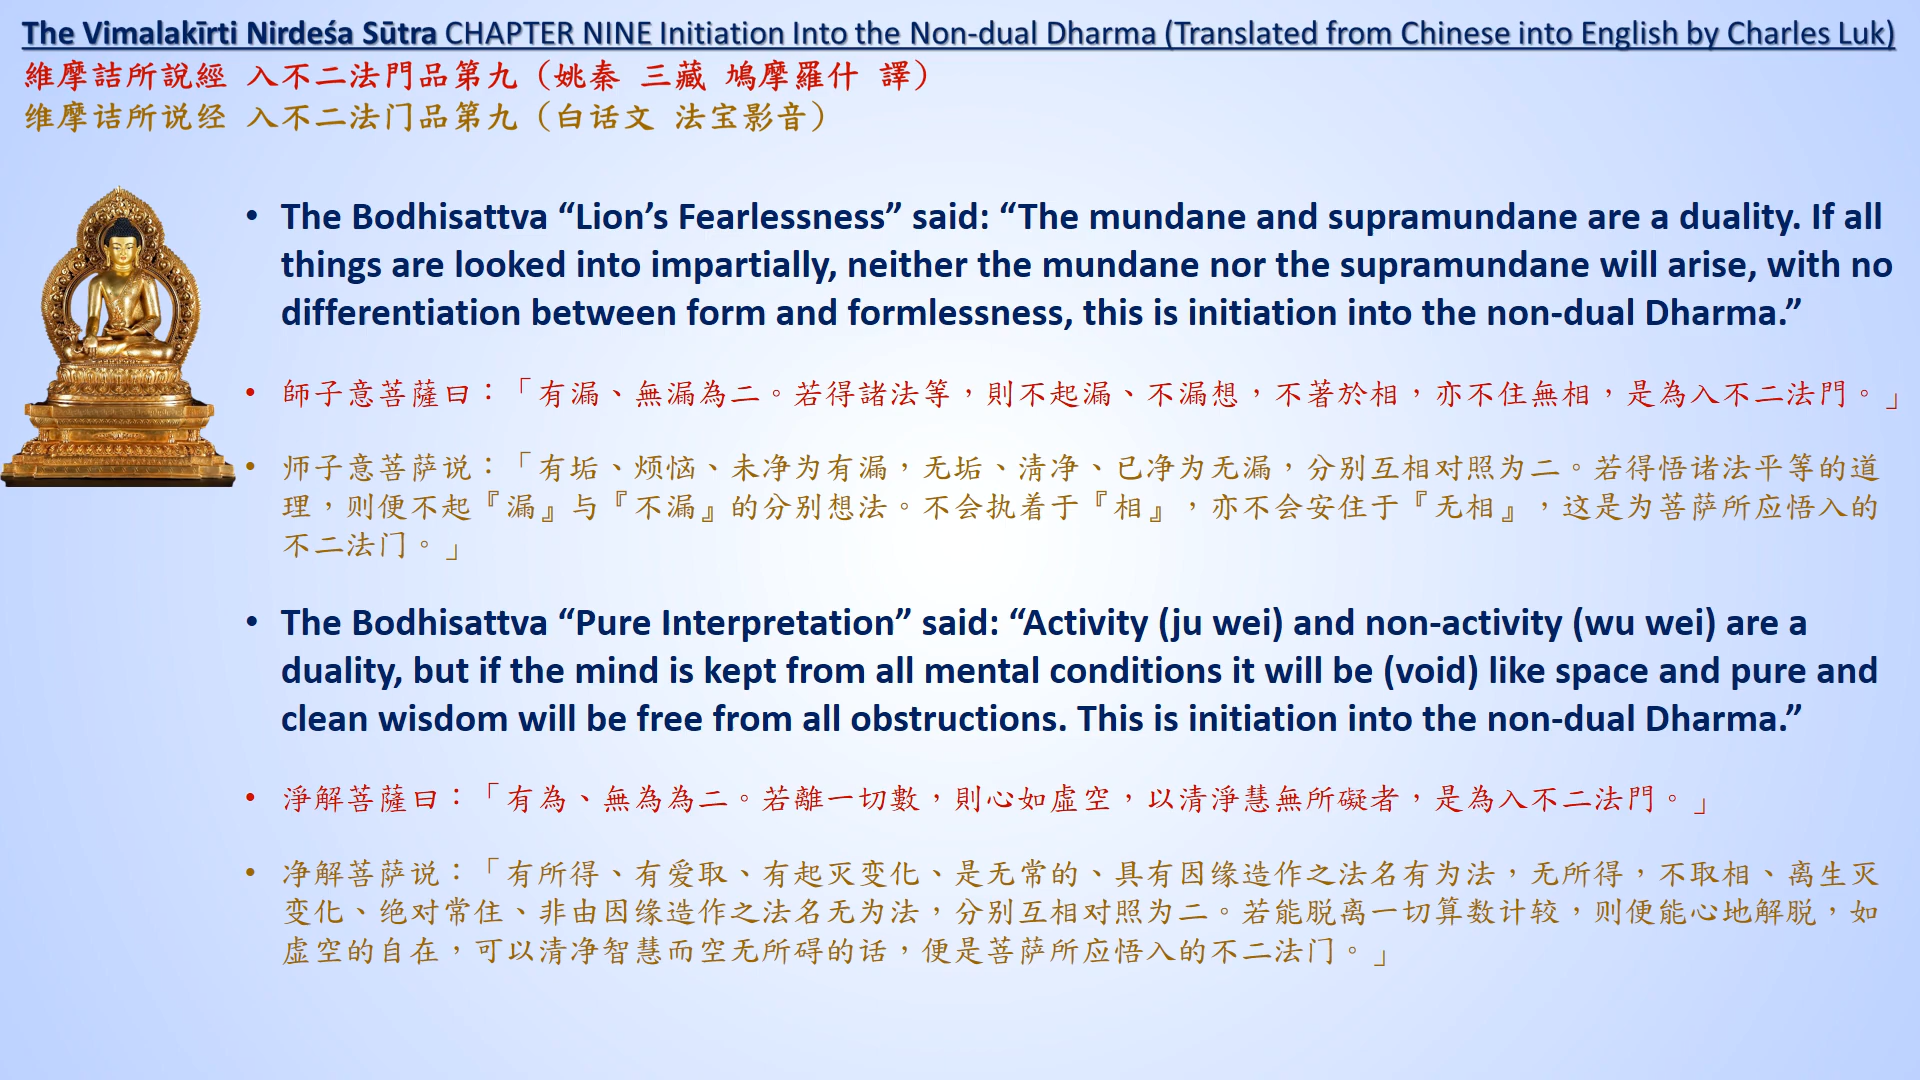 The Vimalakīrti Nirdeśa Sūtra CHAPTER NINE Initiation Into the Non-dual Dharma (Translated from Chinese into English by Charles Luk)
維摩詰所說經 入不二法門品第九（姚秦 三藏 鳩摩羅什 譯）
维摩诘所说经 入不二法门品第九（白话文 法宝影音）
• The Bodhisattva “Lion’s Fearlessness” said: “The mundane and supramundane are a duality. If all
things are looked into impartially, neither the mundane nor the supramundane will arise, with no
differentiation between form and formlessness, this is initiation into the non-dual Dharma.”
• 師子意菩薩曰：「有漏、無漏為二。若得諸法等，則不起漏、不漏想，不著於相，亦不住無相，是為入不二法門。」
• 师子意菩萨说：「有垢、烦恼、未净为有漏，无垢、清净、已净为无漏，分别互相对照为二。若得悟诸法平等的道
理，则便不起『漏』与『不漏』的分别想法。不会执着于『相』，亦不会安住于『无相』，这是为菩萨所应悟入的
不二法门。」
• The Bodhisattva “Pure Interpretation” said: “Activity (ju wei) and non-activity (wu wei) are a
duality, but if the mind is kept from all mental conditions it will be (void) like space and pure and
clean wisdom will be free from all obstructions. This is initiation into the non-dual Dharma.”
• 淨解菩薩曰：「有為、無為為二。若離一切數，則心如虛空，以清淨慧無所礙者，是為入不二法門。」
• 净解菩萨说：「有所得、有爱取、有起灭变化、是无常的、具有因缘造作之法名有为法，无所得，不取相、离生灭
变化、绝对常住、非由因缘造作之法名无为法，分别互相对照为二。若能脱离一切算数计较，则便能心地解脱，如
虚空的自在，可以清净智慧而空无所碍的话，便是菩萨所应悟入的不二法门。」